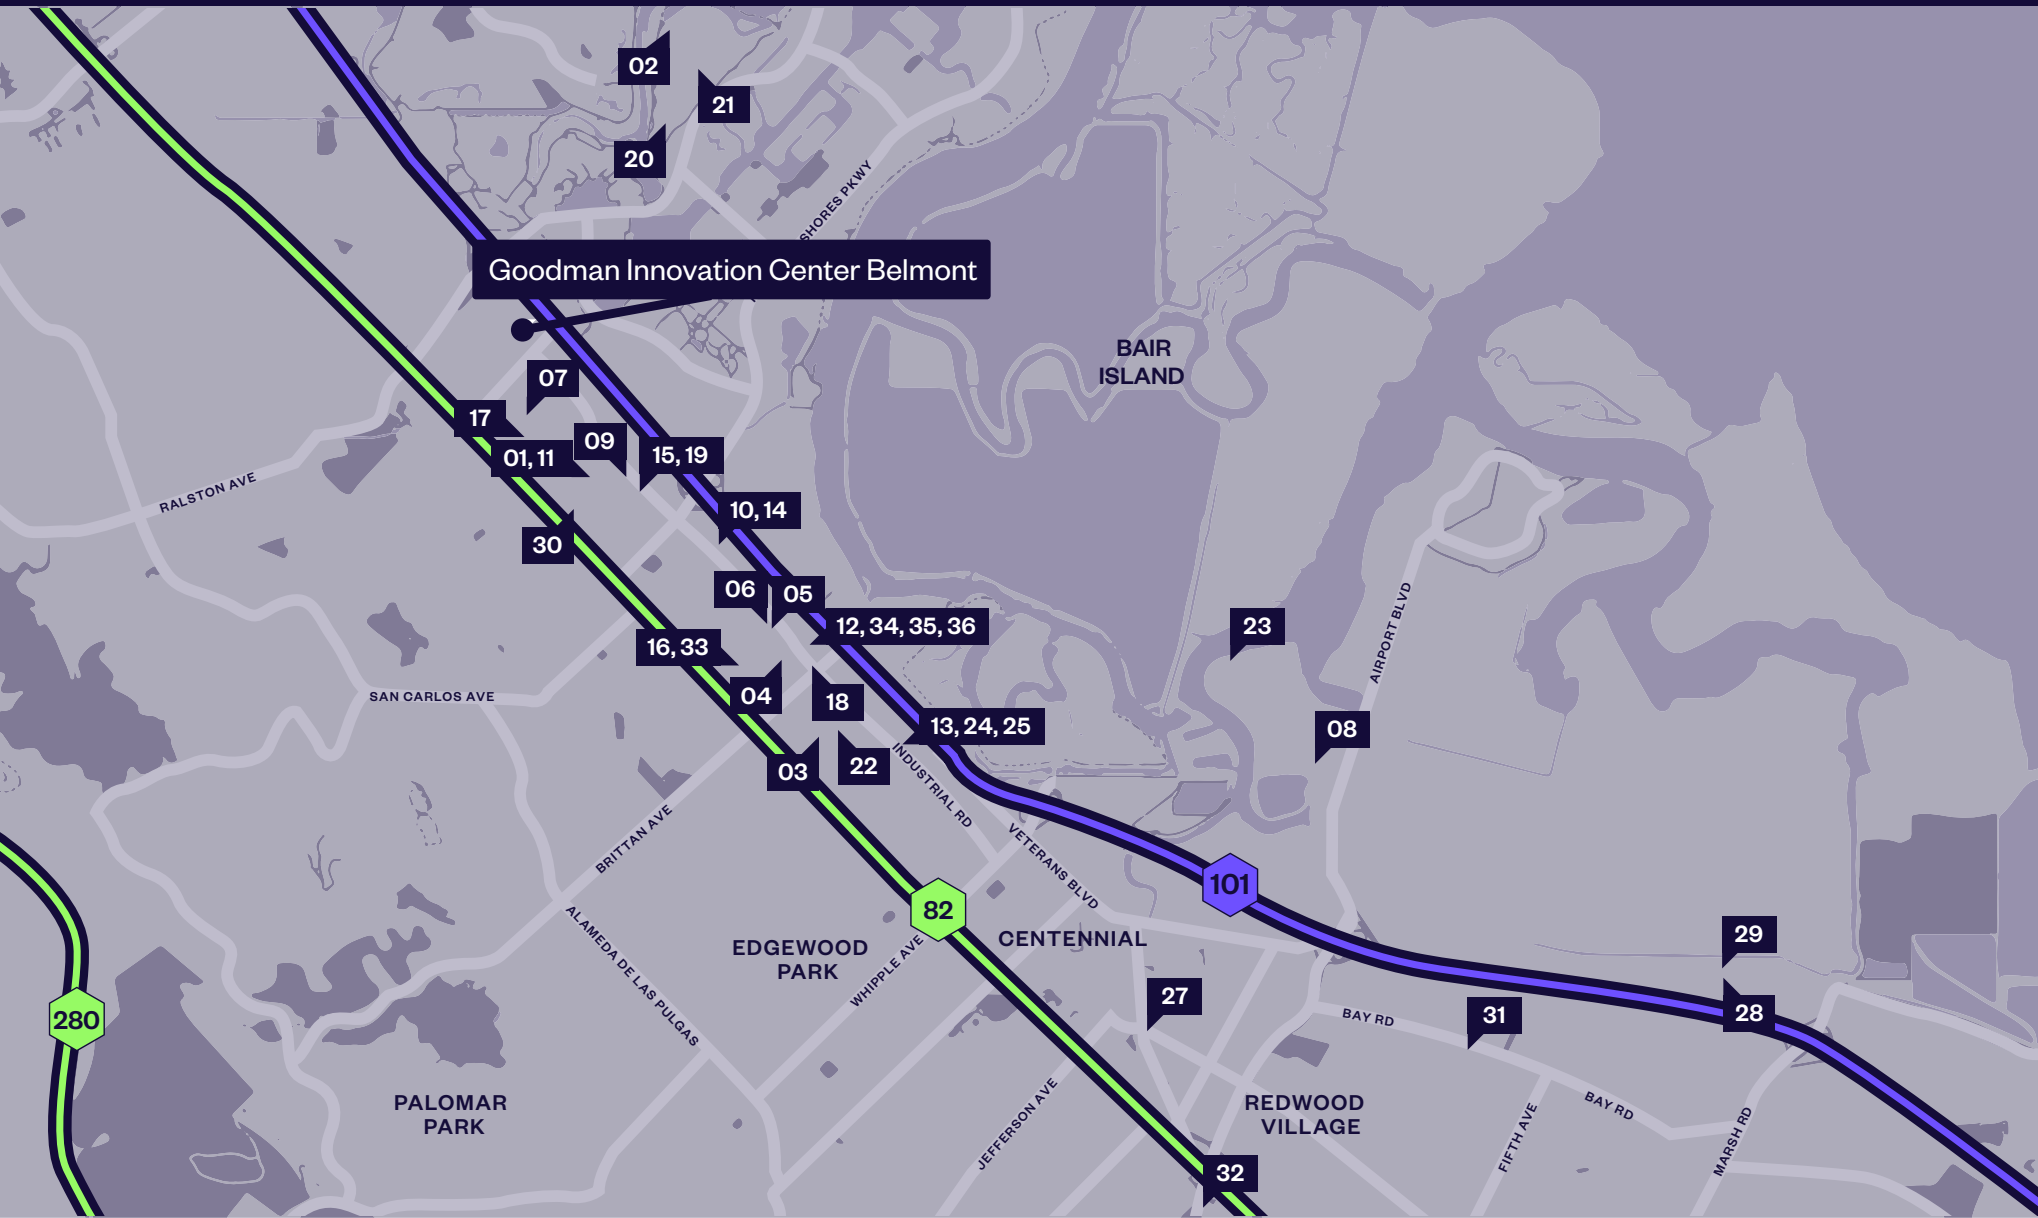 02
21
20
SHORES PKWY
Goodman Innovation Center Belmont
BAIR
ISLAND
07
17
09
01, 11
15, 19
RALSTON AVE
10, 14
30
06
05
12, 34, 35, 36
23
AIRPORT BLVD
16, 33
SAN CARLOS AVE
04
18
13, 24, 25
08
03
22
INDUSTRIAL RD
BRITTAN AVE
VETERANS BLVD
101
82
ALAMEDA DE LAS PULGAS
EDGEWOOD
PARK
WHIPPLE AVE
CENTENNIAL
29
27
280
BAY RD
31
28
PALOMAR
PARK
JEFFERSON AVE
REDWOOD
VILLAGE
FIFTH AVE
BAY RD
MARSH RD
32